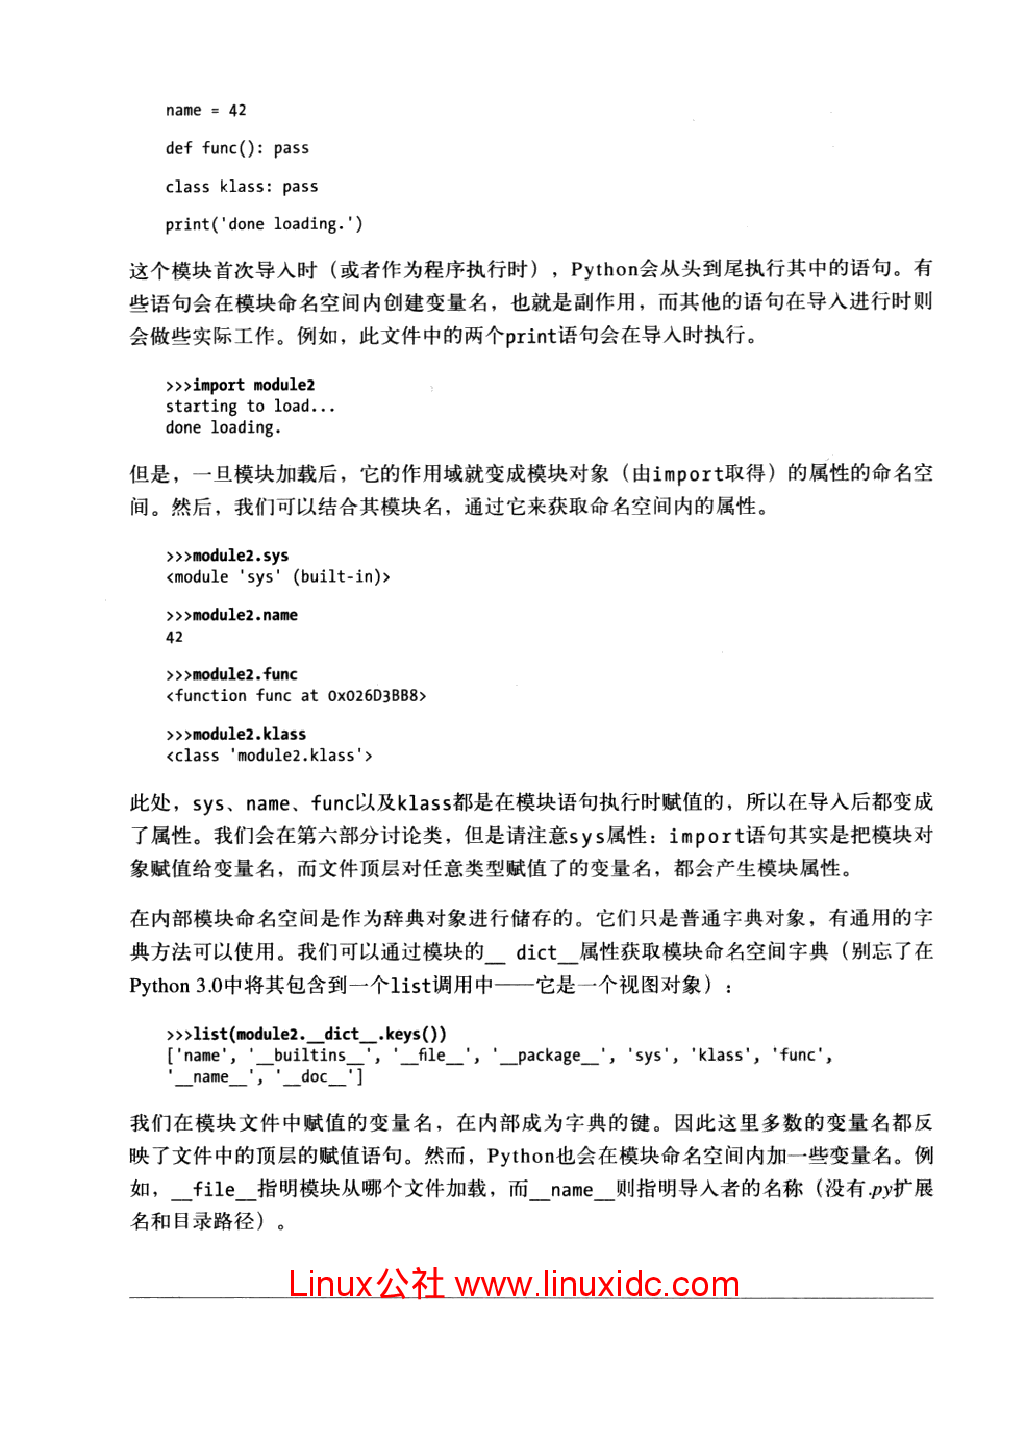 name = 42
def func(): pass
class klass: pass
print('done loading.')
这个模块首次导入时（或者作为程序执行时），Python会从头到尾执行其中的语句。有
些语句会在模块命名空间内创建变量名，也就是副作用，而其他的语句在导入进行时则
会做些实际工作。例如，此文件中的两个print语句会在导入时执行。
>>>import module2
starting to load...
done loading.
但是，一旦模块加载后，它的作用域就变成模块对象（由import取得）的属性的命名空
间。然后，我们可以结合其模块名，通过它来获取命名空间内的属性。
>>>module2.sys
<module 'sys' (built-in)>
>>>module2.name
42
>>>module2.func
<function func at 0x026D3BB8>
>>>module2.klass
<class 'module2.klass'>
此处，sys、name、func以及klass都是在模块语句执行时赋值的，所以在导入后都变成
了属性。我们会在第六部分讨论类，但是请注意sys属性：import语句其实是把模块对
象赋值给变量名，而文件顶层对任意类型赋值了的变量名，都会产生模块属性。
在内部模块命名空间是作为辞典对象进行储存的。它们只是普通字典对象，有通用的字
典方法可以使用。我们可以通过模块的__ dict__属性获取模块命名空间字典（别忘了在
Python 3.0中将其包含到一个list调用中——它是一个视图对象）：
>>>list(module2.__dict__.keys())
['name', '__builtins__', '__file__', '__package__', 'sys', 'klass', 'func',
'__name__', '__doc__']
我们在模块文件中赋值的变量名，在内部成为字典的键。因此这里多数的变量名都反
映了文件中的顶层的赋值语句。然而，Python也会在模块命名空间内加一些变量名。例
如，__file__指明模块从哪个文件加载，而__name__则指明导入者的名称（没有.py扩展
名和目录路径）。
Linux公社 www.linuxidc.com